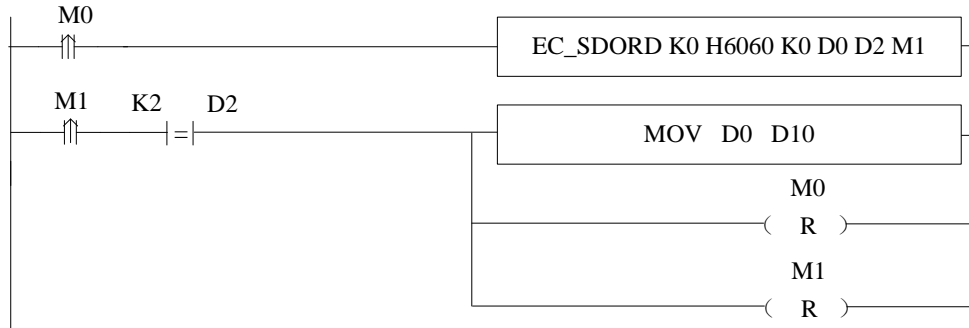 M0
EC_SDORD K0 H6060 K0 D0 D2 M1
M1 K2 D2
=
MOV D0 D10
M0
( R )
M1
( R )